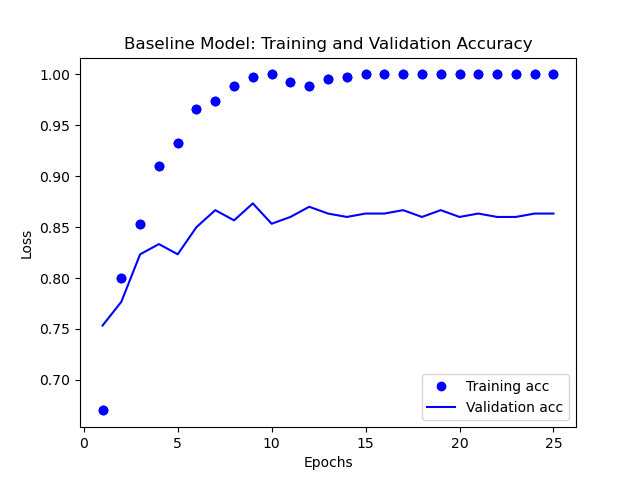 Baseline Model: Training and Validation Accuracy
1.00
0.95
0.90
0.85
0.80
0.75
0.70
Loss
0
5
10
15
20
25
Epochs
Training acc
Validation acc